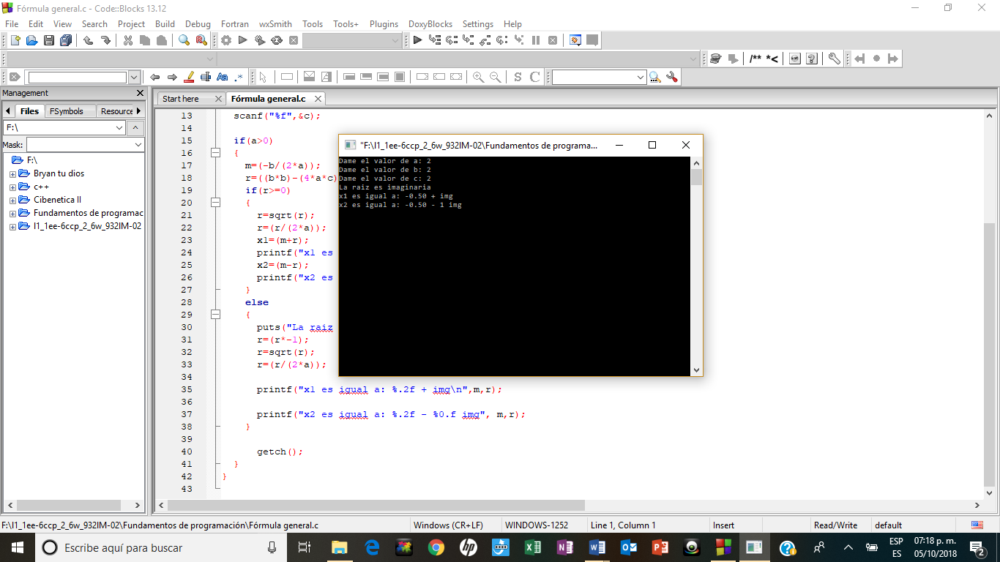 Fórmula general.c - Code::Blocks 13.12
File Edit View Search Project Build Debug Fortran wxSmith Tools Tools+ Plugins DoxyBlocks Settings Help
/** *<
Aa .*
S C
Management
Files FSymbols Resource
F:\
Mask:
F:\
Bryan tu dios
c++
Cibenetica II
Fundamentos de programac
I1_1ee-6ccp_2_6w_932IM-02
Start here Fórmula general.c
13 scanf("%f",&c);
14
15 if(a>0)
16 {
17 m=(-b/(2*a));
18 r=((b*b)-(4*a*c)
19 if(r>=0)
20 {
21 r=sqrt(r);
22 r=(r/(2*a));
23 x1=(m+r);
24 printf("x1 es
25 x2=(m-r);
26 printf("x2 es
27 }
28 else
29 {
30 puts("La raiz
31 r=(r*-1);
32 r=sqrt(r);
33 r=(r/(2*a));
34
35 printf("x1 es igual a: %.2f + img\n",m,r);
36
37 printf("x2 es igual a: %.2f - %0.f img", m,r);
38 }
39
40 getch();
41 }
42 }
43
"F:\I1_1ee-6ccp_2_6w_932IM-02\Fundamentos de programa...
Dame el valor de a: 2
Dame el valor de b: 2
Dame el valor de c: 2
La raiz es imaginaria
x1 es igual a: -0.50 + img
x2 es igual a: -0.50 - 1 img
F:\I1_1ee-6ccp_2_6w_932IM-02\Fundamentos de programación\Fórmula general.c Windows (CR+LF) WINDOWS-1252 Line 1, Column 1 Insert Read/Write default
Escribe aquí para buscar
ESP 07:18 p. m.
ES 05/10/2018
2